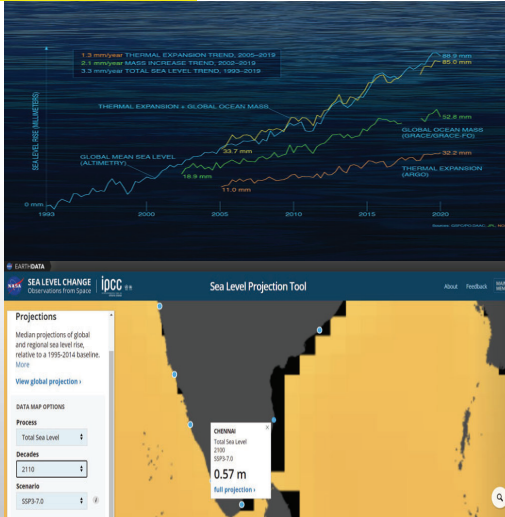 1.3 mm/year THERMAL EXPANSION TREND, 2005–2019
2.1 mm/year MASS INCREASE TREND, 2002–2019
3.3 mm/year TOTAL SEA LEVEL TREND, 1993–2019
88.9 mm
85.0 mm
THERMAL EXPANSION + GLOBAL OCEAN MASS
SEA LEVEL RISE (MILLIMETERS)
52.8 mm
GLOBAL OCEAN MASS
(GRACE/GRACE-FO)
33.7 mm
GLOBAL MEAN SEA LEVEL
(ALTIMETRY)
32.2 mm
18.9 mm
THERMAL EXPANSION
(ARGO)
11.0 mm
0 mm
1993
2000
2005
2010
2015
2020
EARTHDATA
NASA
SEA LEVEL CHANGE
Observations from Space
ipcc
Sea Level Projection Tool
About
Feedback
Projections
Median projections of global
and regional sea level rise,
relative to a 1995-2014 baseline.
More
View global projection ›
DATA MAP OPTIONS
Process
Total Sea Level
Decades
2110
Scenario
SSP3-7.0
i
CHENNAI
x
Total Sea Level
2100
SSP3-7.0
0.57 m
full projection ›